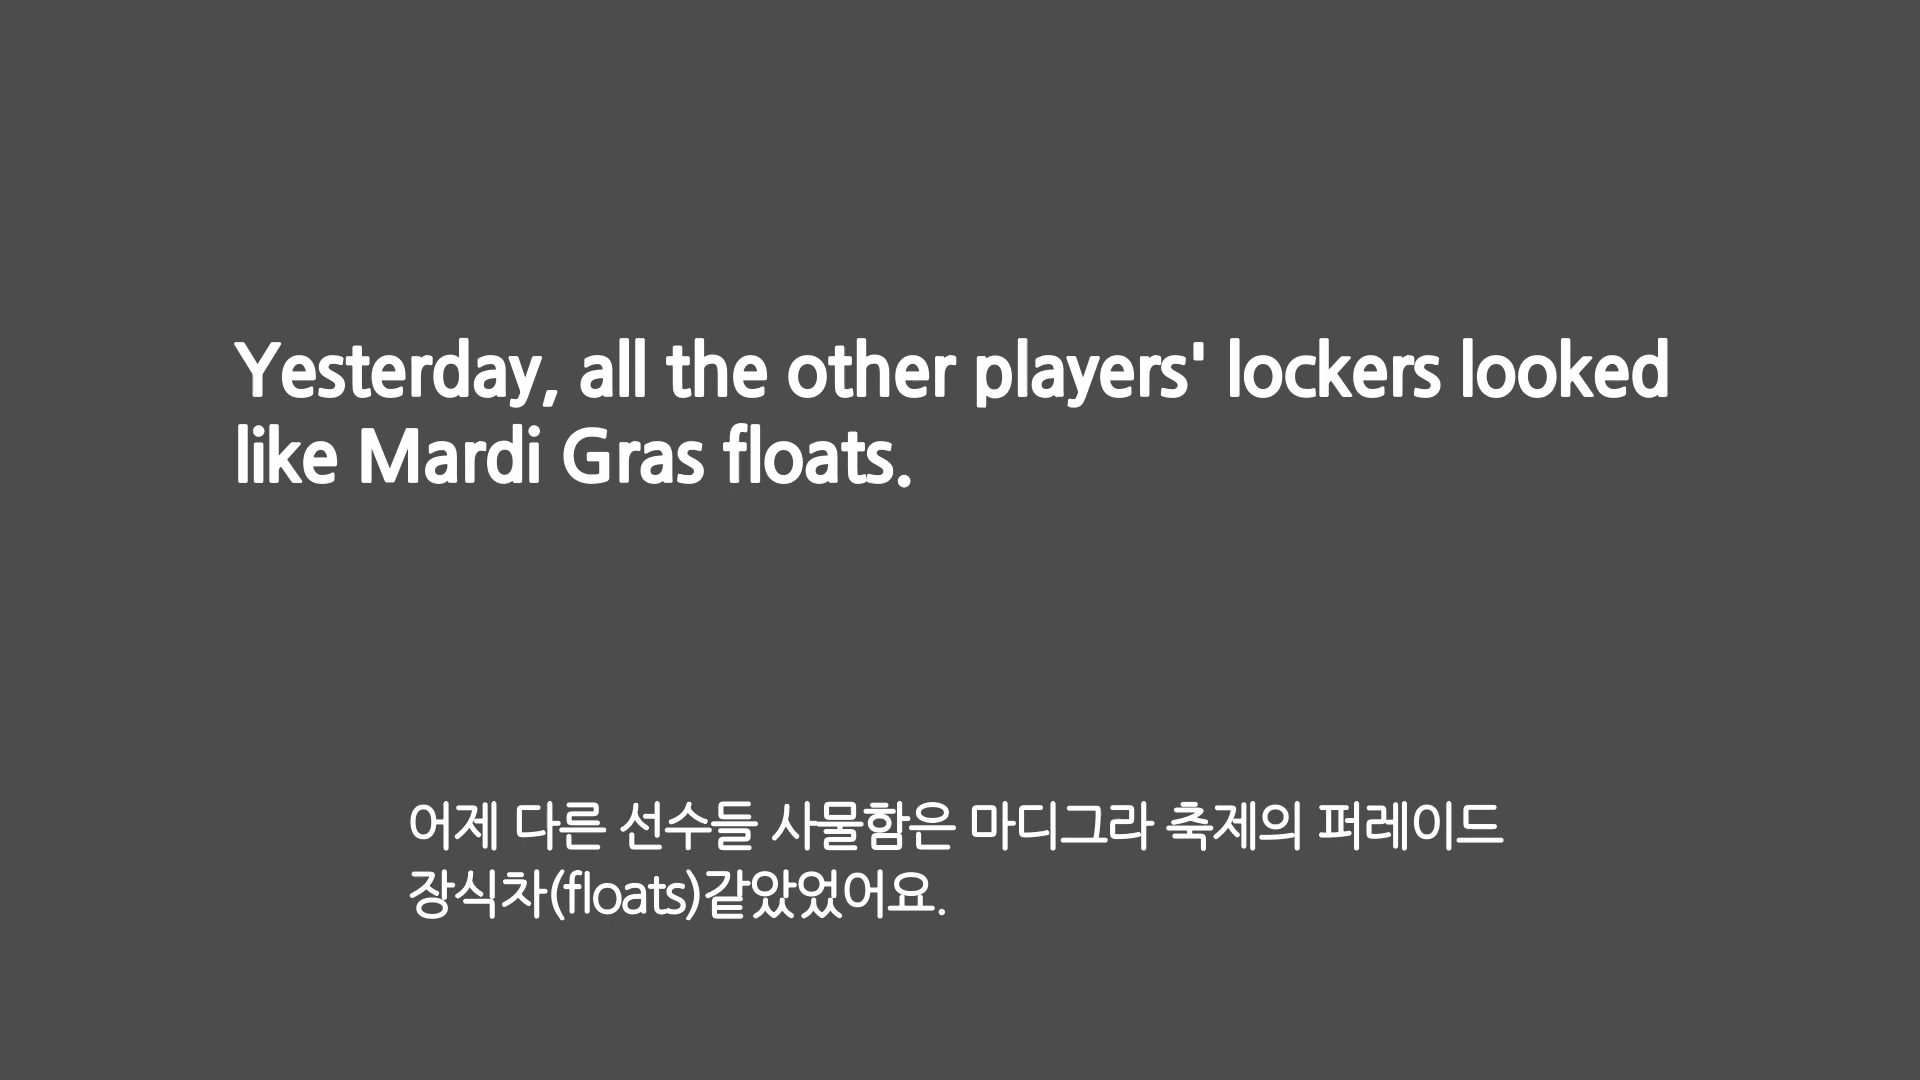 Yesterday, all the other players' lockers looked
like Mardi Gras floats.
어제 다른 선수들 사물함은 마디그라 축제의 퍼레이드
장식차(floats)같았었어요.